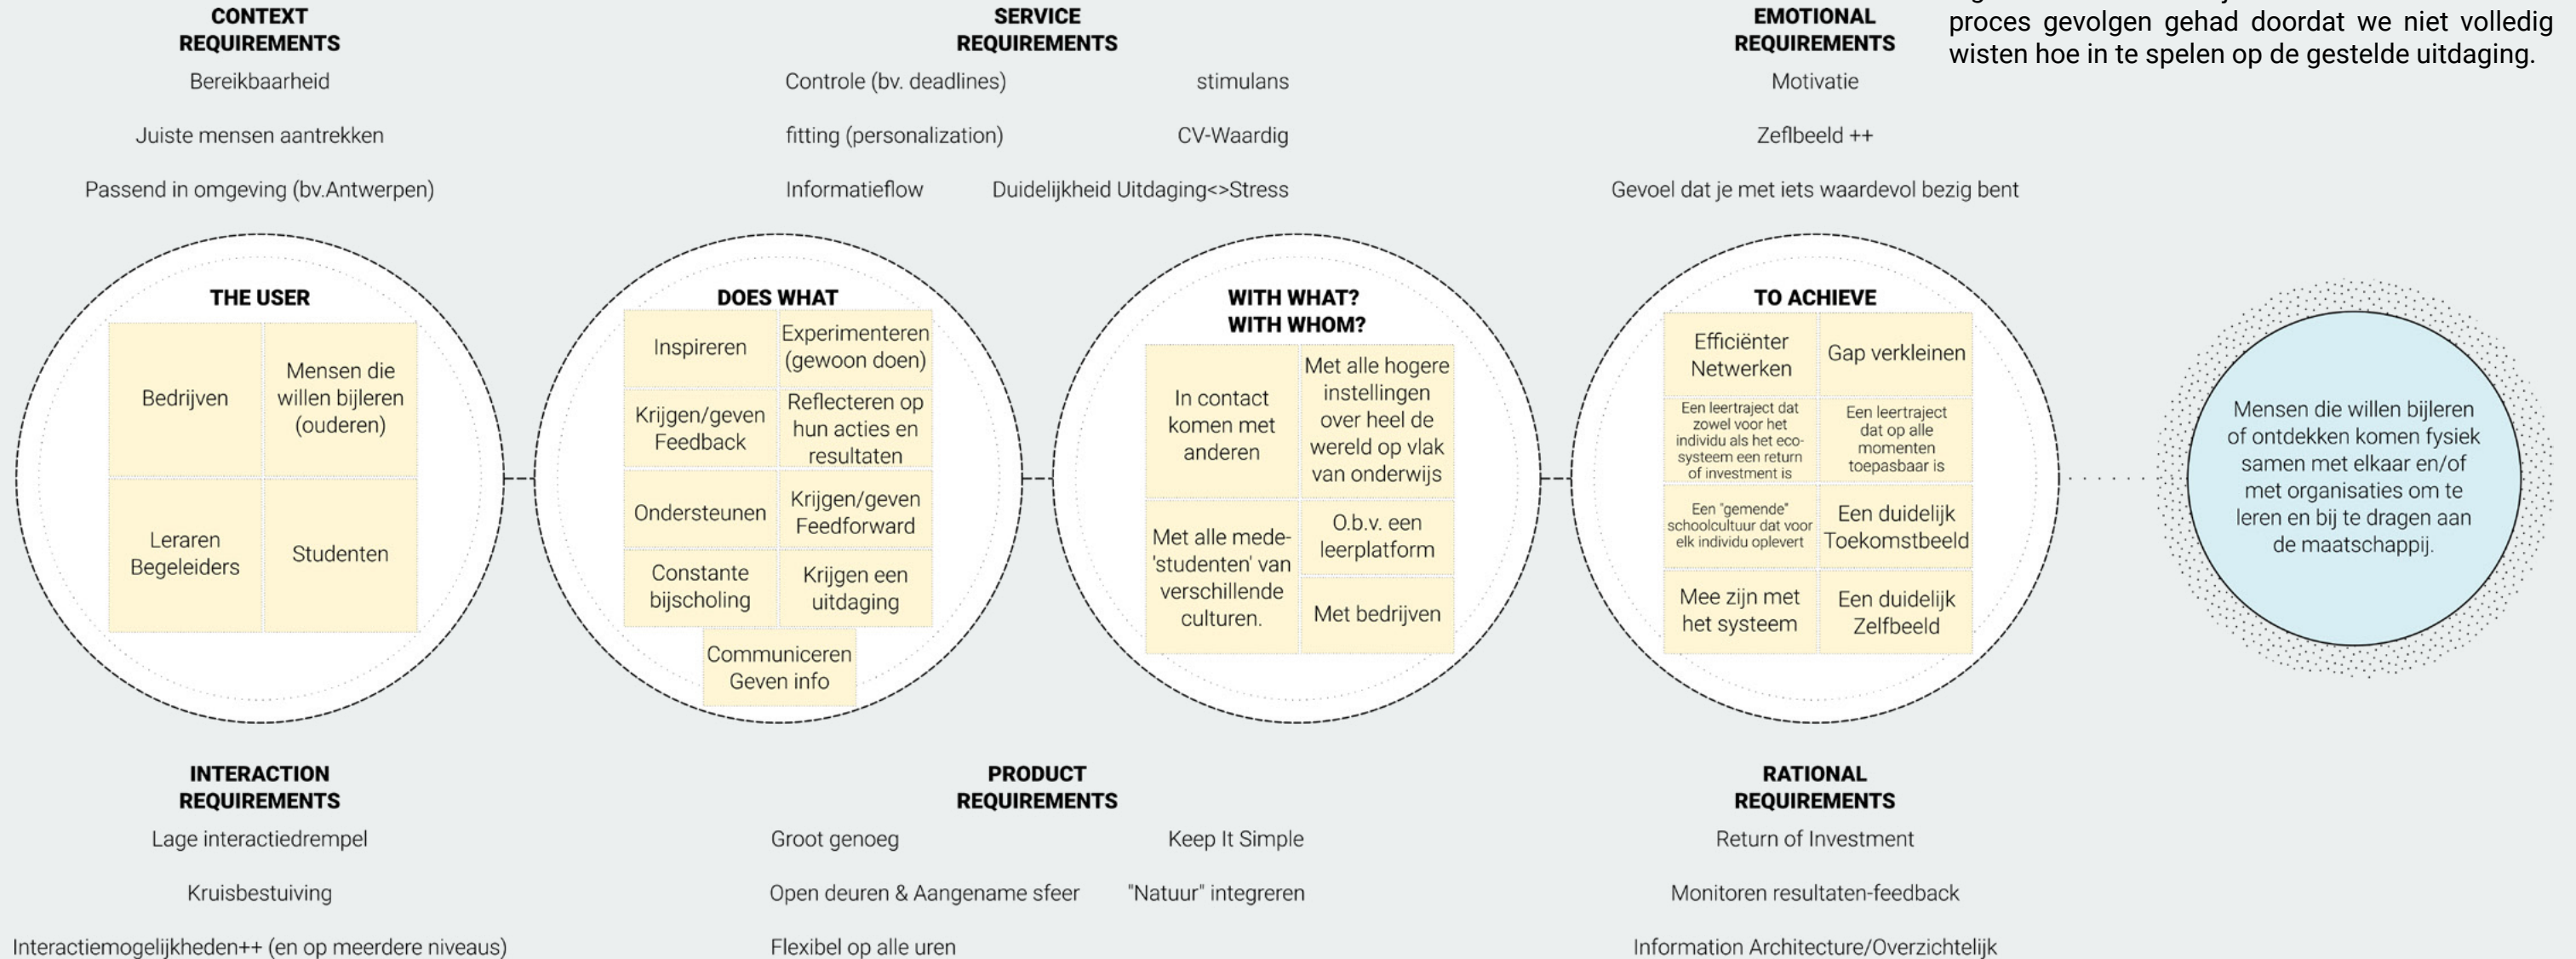 CONTEXT
REQUIREMENTS
Bereikbaarheid
Juiste mensen aantrekken
Passend in omgeving (bv.Antwerpen)
SERVICE
REQUIREMENTS
Controle (bv. deadlines)
stimulans
fitting (personalization)
CV-Waardig
Informatieflow
Duidelijkheid Uitdaging<>Stress
EMOTIONAL
REQUIREMENTS
Motivatie
Zeflbeeld ++
Gevoel dat je met iets waardevol bezig bent
proces gevolgen gehad doordat we niet volledig
wisten hoe in te spelen op de gestelde uitdaging.
THE USER
Bedrijven
Mensen die
willen bijleren
(ouderen)
Leraren
Begeleiders
Studenten
DOES WHAT
Inspireren
Experimenteren
(gewoon doen)
Krijgen/geven
Feedback
Reflecteren op
hun acties en
resultaten
Ondersteunen
Krijgen/geven
Feedforward
Constante
bijscholing
Krijgen een
uitdaging
Communiceren
Geven info
WITH WHAT?
WITH WHOM?
In contact
komen met
anderen
Met alle hogere
instellingen
over heel de
wereld op vlak
van onderwijs
Met alle mede-
'studenten' van
verschillende
culturen.
O.b.v. een
leerplatform
Met bedrijven
TO ACHIEVE
Efficiënter
Netwerken
Gap verkleinen
Een leertraject dat
zowel voor het
individu als het eco-
systeem een return
of investment is
Een leertraject
dat op alle
momenten
toepasbaar is
Een "gemende"
schoolcultuur dat voor
elk individu oplevert
Een duidelijk
Toekomstbeeld
Mee zijn met
het systeem
Een duidelijk
Zelfbeeld
Mensen die willen bijleren
of ontdekken komen fysiek
samen met elkaar en/of
met organisaties om te
leren en bij te dragen aan
de maatschappij.
INTERACTION
REQUIREMENTS
Lage interactiedrempel
Kruisbestuiving
Interactiemogelijkheden++ (en op meerdere niveaus)
PRODUCT
REQUIREMENTS
Groot genoeg
Keep It Simple
Open deuren & Aangename sfeer
"Natuur" integreren
Flexibel op alle uren
RATIONAL
REQUIREMENTS
Return of Investment
Monitoren resultaten-feedback
Information Architecture/Overzichtelijk